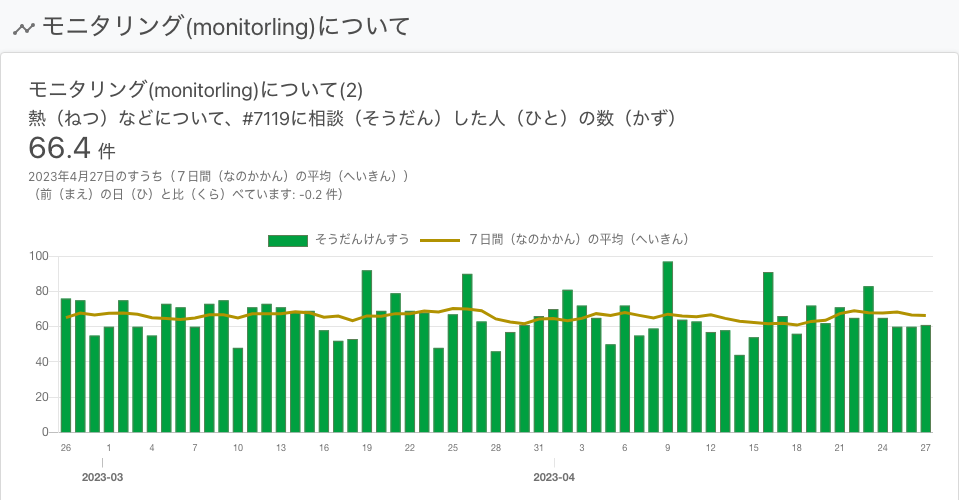 モニタリング(monitorling)について
モニタリング(monitorling)について(2)
熱（ねつ）などについて、#7119に相談（そうだん）した人（ひと）の数（かず）
66.4 件
2023年4月27日のすうち（７日間（なのかかん）の平均（へいきん））
（前（まえ）の日（ひ）と比（くら）べています: -0.2 件）
そうだんけんすう ７日間（なのかかん）の平均（へいきん）
100
80
60
40
20
0
26 1 4 7 10 13 16 19 22 25 28 31 3 6 9 12 15 18 21 24 27
2023-03 2023-04